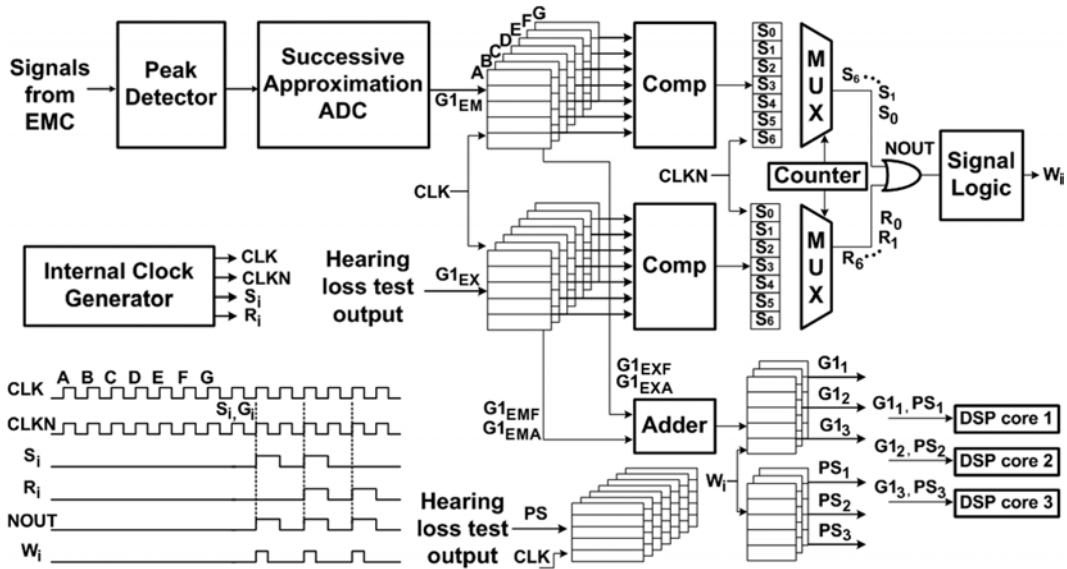 Signals from EMC
Peak Detector
Successive Approximation ADC
G1EM
A B C D E F G
Comp
S0
S1
S2
S3
S4
S5
S6
MUX
S6
S1
S0
CLK
CLKN
Counter
NOUT
Signal Logic
Wi
Internal Clock Generator
CLK
CLKN
Si
Ri
Hearing loss test output
G1EX
Comp
S0
S1
S2
S3
S4
S5
S6
MUX
R0
R1
R6
A B C D E F G
CLK
Si,Gi
CLKN
Si
Ri
NOUT
Wi
G1EXF
G1EXA
G1EMF
G1EMA
Adder
G11
G12
G13
Wi
PS1
PS2
PS3
G11, PS1
DSP core 1
G12, PS2
DSP core 2
G13, PS3
DSP core 3
Hearing loss test output
PS
CLK